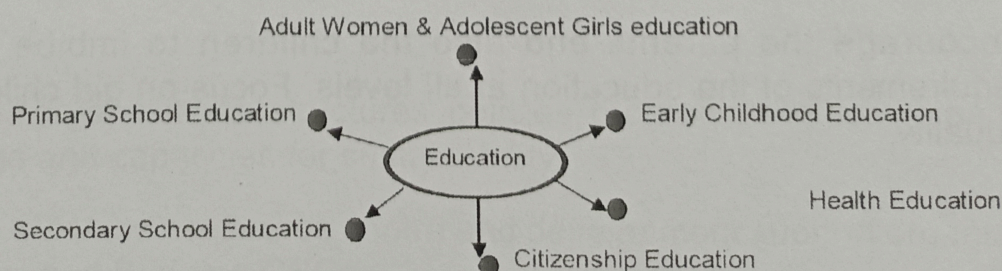 Adult Women & Adolescent Girls education
Primary School Education
Early Childhood Education
Education
Health Education
Secondary School Education
Citizenship Education